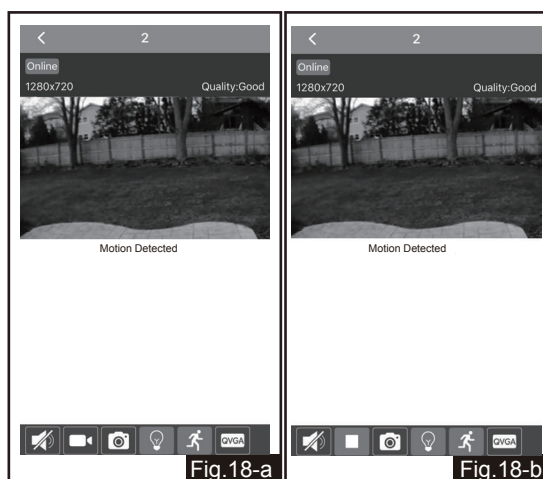 2
Online
1280x720 Quality:Good
Motion Detected
QVGA
Fig.18-a
2
Online
1280x720 Quality:Good
Motion Detected
QVGA
Fig.18-b